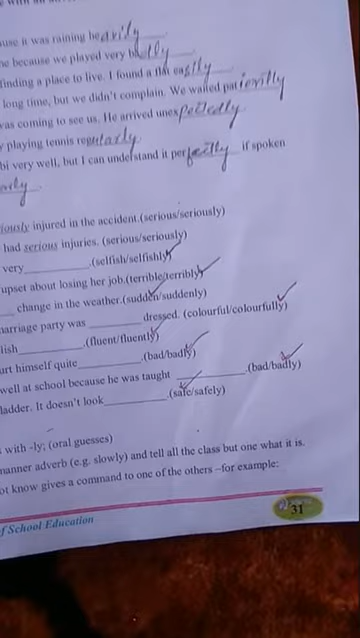 use it was raining heavily
ne because we played very badly
finding a place to live. I found a flat easily
long time, but we didn't complain. We waited patiently
was coming to see us. He arrived unexpectedly
playing tennis regularly
bi very well, but I can understand it perfectly if spoken
iously injured in the accident.(serious/seriously)
had serious injuries. (serious/seriously)
very .(selfish/selfishly)
upset about losing her job.(terrible/terribly)
change in the weather.(sudden/suddenly)
marriage party was dressed. (colourful/colourfully)
lish .(fluent/fluently)
urt himself quite .(bad/badly)
well at school because he was taught .(bad/badly)
ladder. It doesn't look .(safe/safely)
with -ly; (oral guesses)
manner adverb (e.g. slowly) and tell all the class but one what it is.
ot know gives a command to one of the others –for example:
f School Education
31